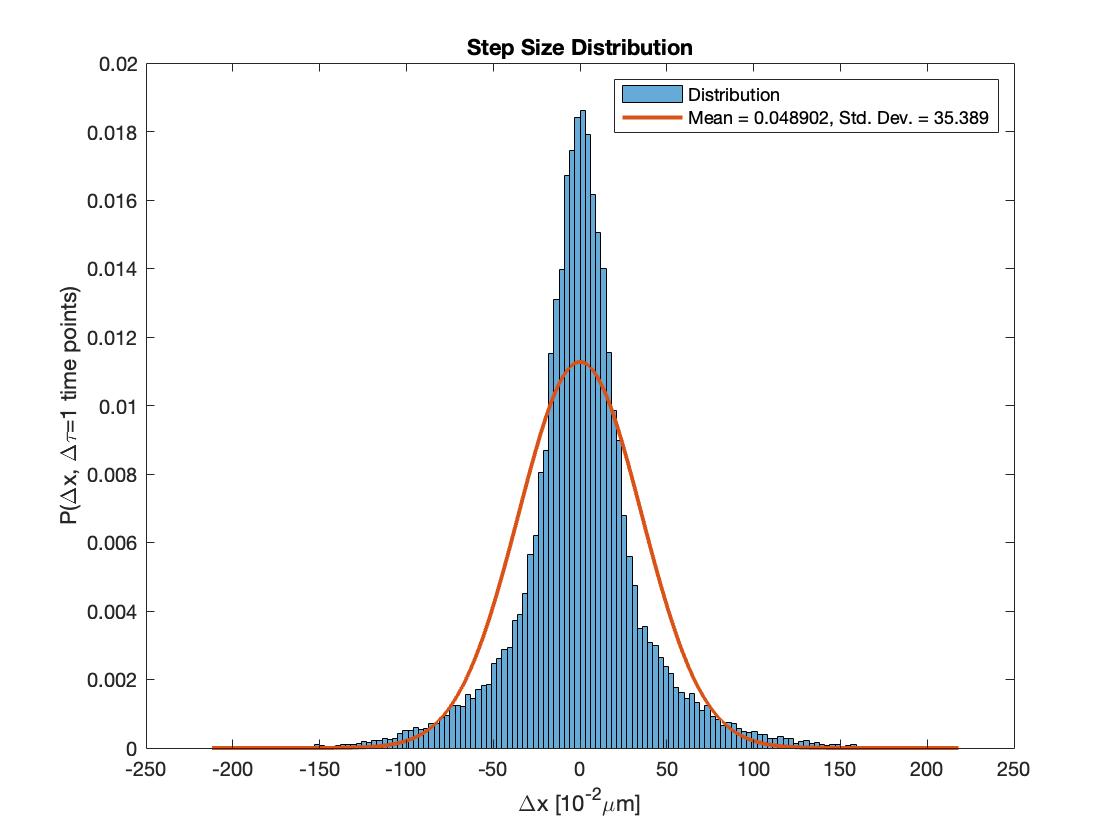 Step Size Distribution
Distribution
Mean = 0.048902, Std. Dev. = 35.389
0.02
0.018
0.016
0.014
0.012
0.01
0.008
0.006
0.004
0.002
0
P(Δx, Δτ=1 time points)
-250 -200 -150 -100 -50 0 50 100 150 200 250
Δx [10⁻²μm]